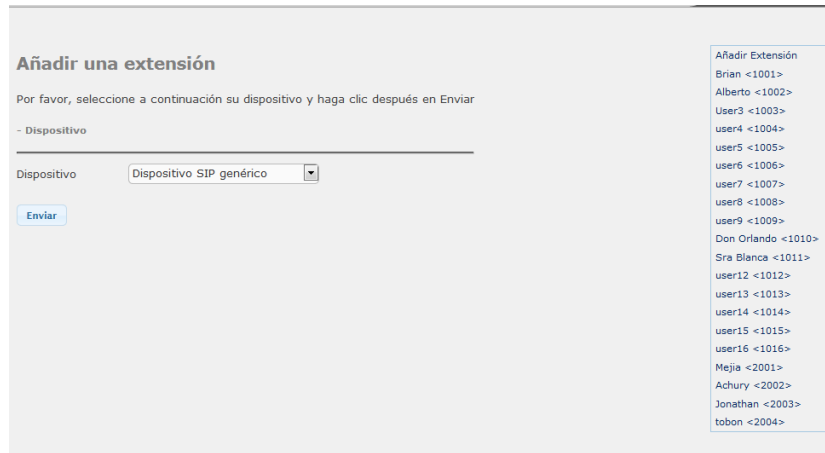 Añadir una extensión
Por favor, seleccione a continuación su dispositivo y haga clic después en Enviar
- Dispositivo
Dispositivo Dispositivo SIP genérico
Enviar
Añadir Extensión
Brian <1001>
Alberto <1002>
User3 <1003>
user4 <1004>
user5 <1005>
user6 <1006>
user7 <1007>
user8 <1008>
user9 <1009>
Don Orlando <1010>
Sra Blanca <1011>
user12 <1012>
user13 <1013>
user14 <1014>
user15 <1015>
user16 <1016>
Mejia <2001>
Achury <2002>
Jonathan <2003>
tobon <2004>